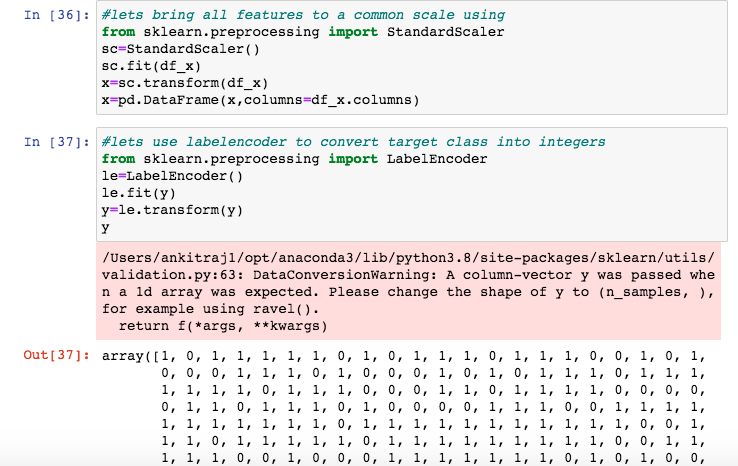 In [36]: #lets bring all features to a common scale using
from sklearn.preprocessing import StandardScaler
sc=StandardScaler()
sc.fit(df_x)
x=sc.transform(df_x)
x=pd.DataFrame(x,columns=df_x.columns)
In [37]: #lets use labelencoder to convert target class into integers
from sklearn.preprocessing import LabelEncoder
le=LabelEncoder()
le.fit(y)
y=le.transform(y)
y
/Users/ankitraj1/opt/anaconda3/lib/python3.8/site-packages/sklearn/utils/
validation.py:63: DataConversionWarning: A column-vector y was passed whe
n a 1d array was expected. Please change the shape of y to (n_samples, ),
for example using ravel().
return f(*args, **kwargs)
Out[37]: array([1, 0, 1, 1, 1, 1, 1, 0, 1, 0, 1, 1, 1, 0, 1, 1, 1, 0, 0, 1, 0, 1,
0, 0, 0, 1, 1, 1, 0, 1, 0, 0, 0, 1, 0, 1, 0, 1, 1, 1, 0, 1, 1, 1,
1, 1, 1, 1, 0, 1, 1, 1, 0, 0, 0, 1, 1, 0, 1, 1, 1, 1, 0, 0, 0, 0,
0, 1, 1, 0, 1, 1, 1, 0, 1, 0, 0, 0, 0, 0, 1, 1, 1, 0, 0, 1, 1, 1, 1,
1, 1, 1, 1, 1, 1, 0, 0, 1, 1, 1, 1, 1, 1, 1, 1, 1, 1, 1, 0, 0, 1,
1, 1, 0, 1, 1, 1, 1, 1, 0, 1, 1, 1, 1, 1, 1, 1, 1, 1, 0, 0, 1, 1,
1, 1, 1, 0, 0, 1, 0, 0, 0, 1, 1, 1, 1, 1, 1, 1, 1, 0, 1, 0, 1, 0, 0,